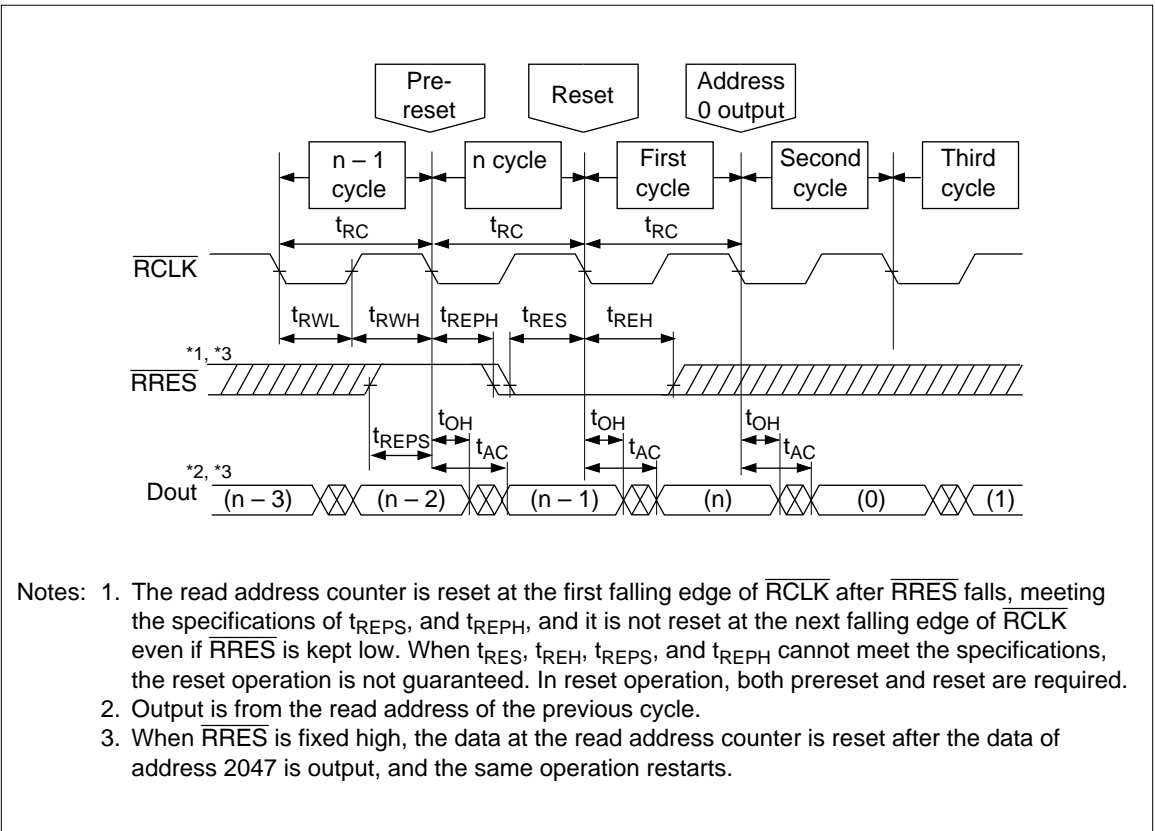 Pre-
reset
Reset
Address
0 output
n – 1
cycle
n cycle
First
cycle
Second
cycle
Third
cycle
tRC
tRC
tRC
RCLK
tRWL
tRWH
tREPH
tRES
tREH
*1, *3
RRES
tREPS
tOH
tAC
tOH
tAC
tOH
tAC
*2, *3
Dout
(n – 3)
(n – 2)
(n – 1)
(n)
(0)
(1)
Notes: 1. The read address counter is reset at the first falling edge of RCLK after RRES falls, meeting
the specifications of tREPS, and tREPH, and it is not reset at the next falling edge of RCLK
even if RRES is kept low. When tRES, tREH, tREPS, and tREPH cannot meet the specifications,
the reset operation is not guaranteed. In reset operation, both prereset and reset are required.
2. Output is from the read address of the previous cycle.
3. When RRES is fixed high, the data at the read address counter is reset after the data of
address 2047 is output, and the same operation restarts.